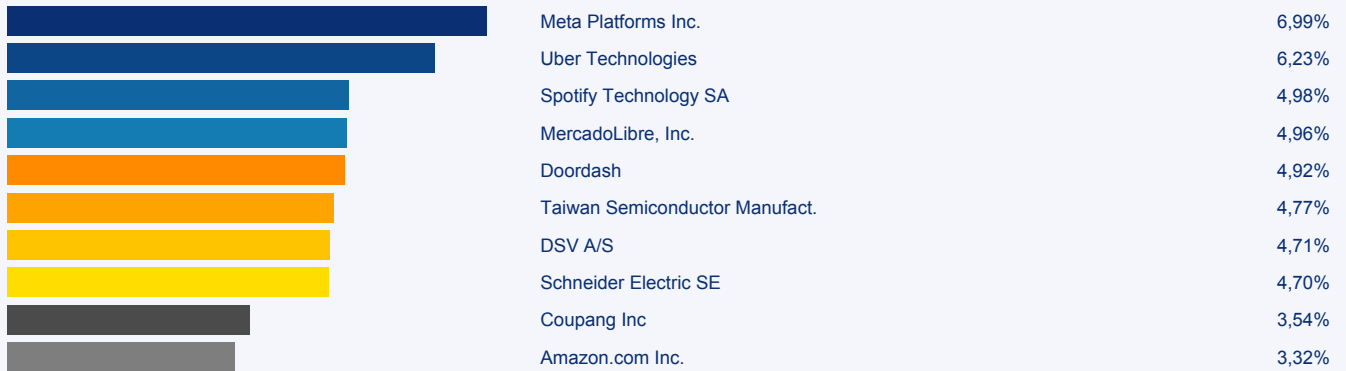 Meta Platforms Inc. 6,99%
Uber Technologies 6,23%
Spotify Technology SA 4,98%
MercadoLibre, Inc. 4,96%
Doordash 4,92%
Taiwan Semiconductor Manufact. 4,77%
DSV A/S 4,71%
Schneider Electric SE 4,70%
Coupang Inc 3,54%
Amazon.com Inc. 3,32%